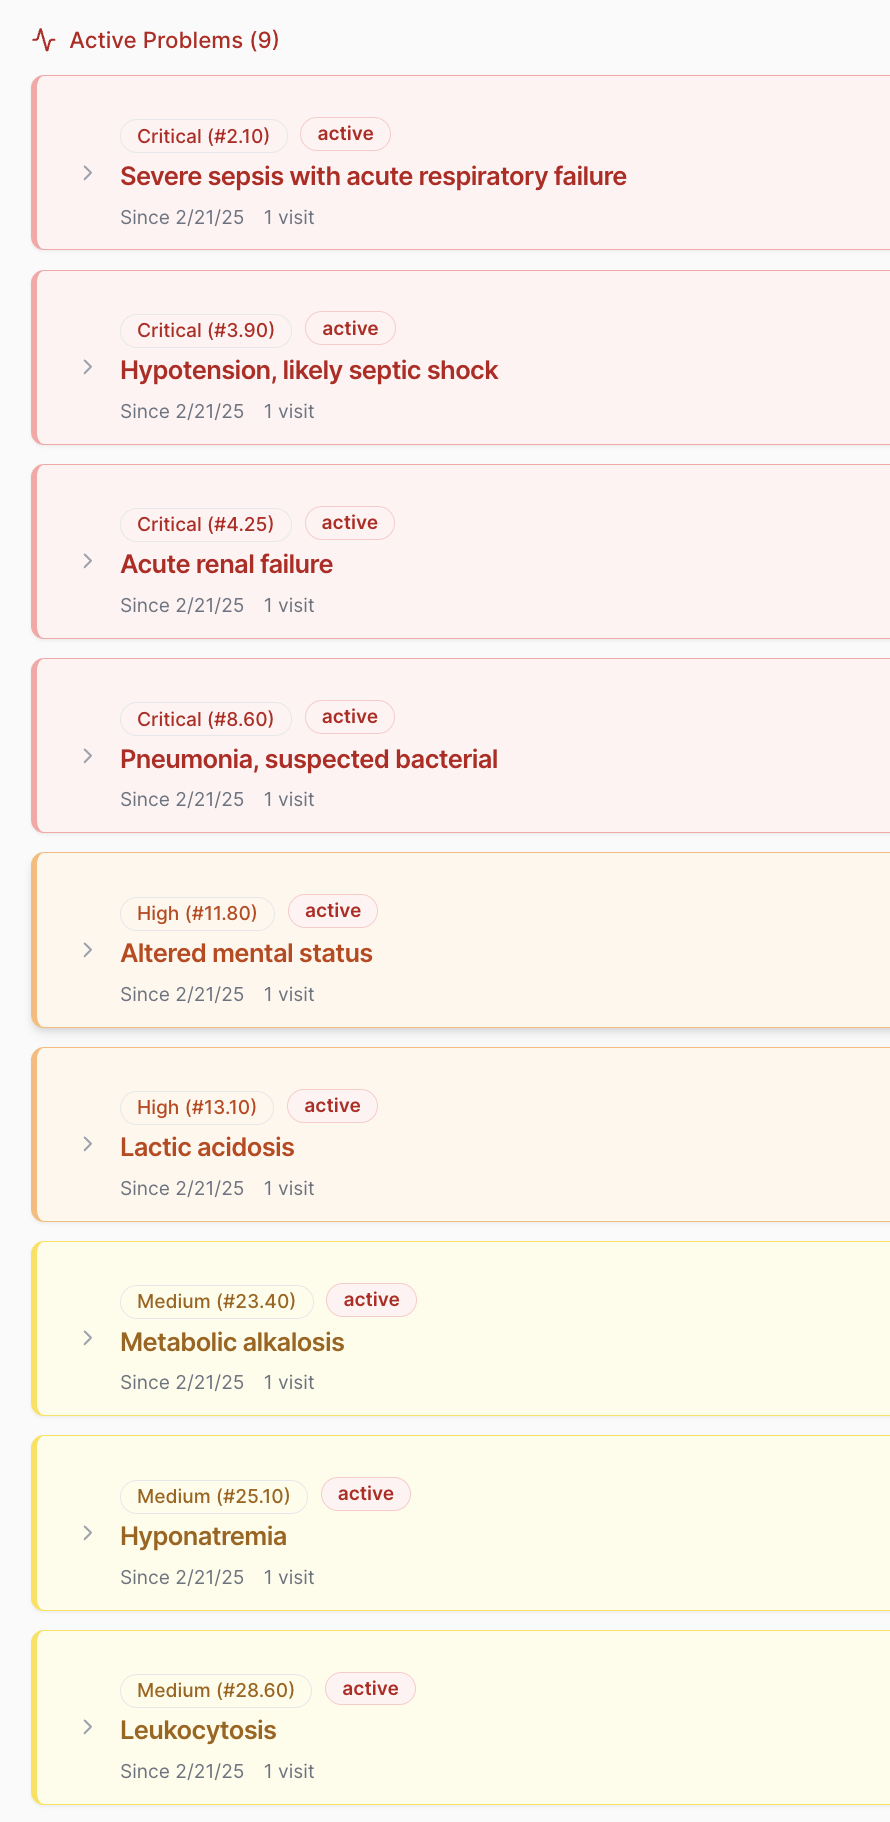 Active Problems (9)
Critical (#2.10) active
Severe sepsis with acute respiratory failure
Since 2/21/25 1 visit
Critical (#3.90) active
Hypotension, likely septic shock
Since 2/21/25 1 visit
Critical (#4.25) active
Acute renal failure
Since 2/21/25 1 visit
Critical (#8.60) active
Pneumonia, suspected bacterial
Since 2/21/25 1 visit
High (#11.80) active
Altered mental status
Since 2/21/25 1 visit
High (#13.10) active
Lactic acidosis
Since 2/21/25 1 visit
Medium (#23.40) active
Metabolic alkalosis
Since 2/21/25 1 visit
Medium (#25.10) active
Hyponatremia
Since 2/21/25 1 visit
Medium (#28.60) active
Leukocytosis
Since 2/21/25 1 visit